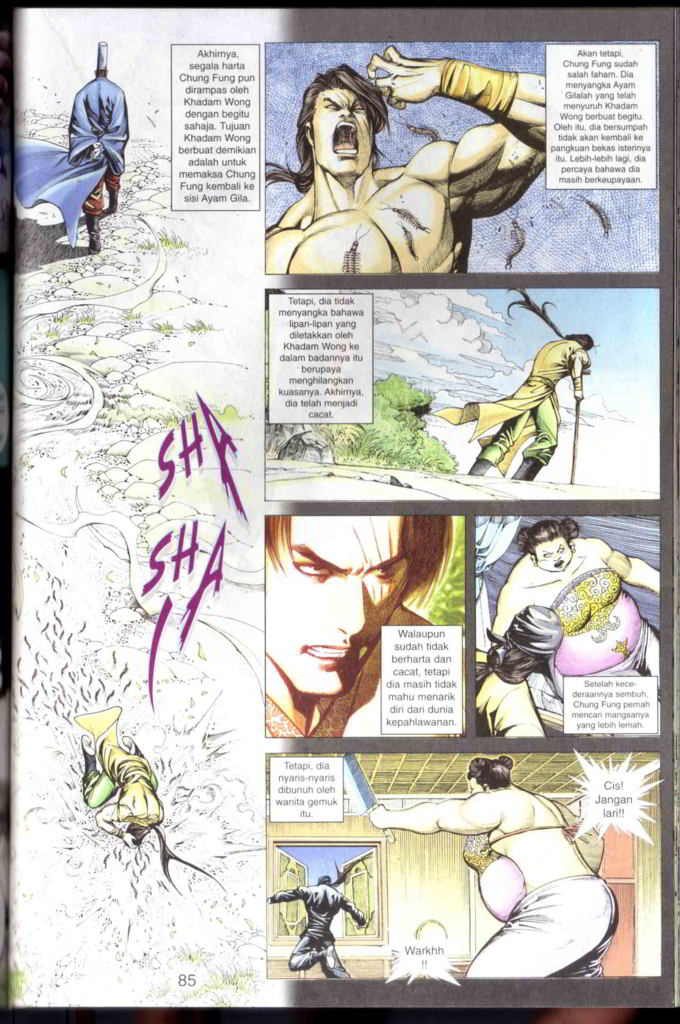 Akhirnya,
segala harta
Chung Fung pun
dirampas oleh
Khadam Wong
dengan begitu
sahaja. Tujuan
Khadam Wong
berbuat demikian
adalah untuk
memaksa Chung
Fung kembali ke
sisi Ayam Gila.
Akan tetapi,
Chung Fung sudah
salah faham. Dia
menyangka Ayam
Gilalah yang telah
menyuruh Khadam
Wong berbuat begitu.
Oleh itu, dia bersumpah
tidak akan kembali ke
pangkuan bekas isterinya
itu. Lebih-lebih lagi, dia
percaya bahawa dia
masih berkeupayaan.
Tetapi, dia tidak
menyangka bahawa
lipan-lipan yang
diletakkan oleh
Khadam Wong ke
dalam badannya itu
berupaya
menghilangkan
kuasanya. Akhirnya,
dia telah menjadi
cacat.
SHA
SHA
!
Walaupun
sudah tidak
berharta dan
cacat, tetapi
dia masih tidak
mahu menarik
diri dari dunia
kepahlawanan.
Setelah kece-
deraannya sembuh,
Chung Fung pernah
mencari mangsanya
yang lebih lemah.
Tetapi, dia
nyaris-nyaris
dibunuh oleh
wanita gemuk
itu.
Cis!
Jangan
lari!!
Warkhh
!!
85